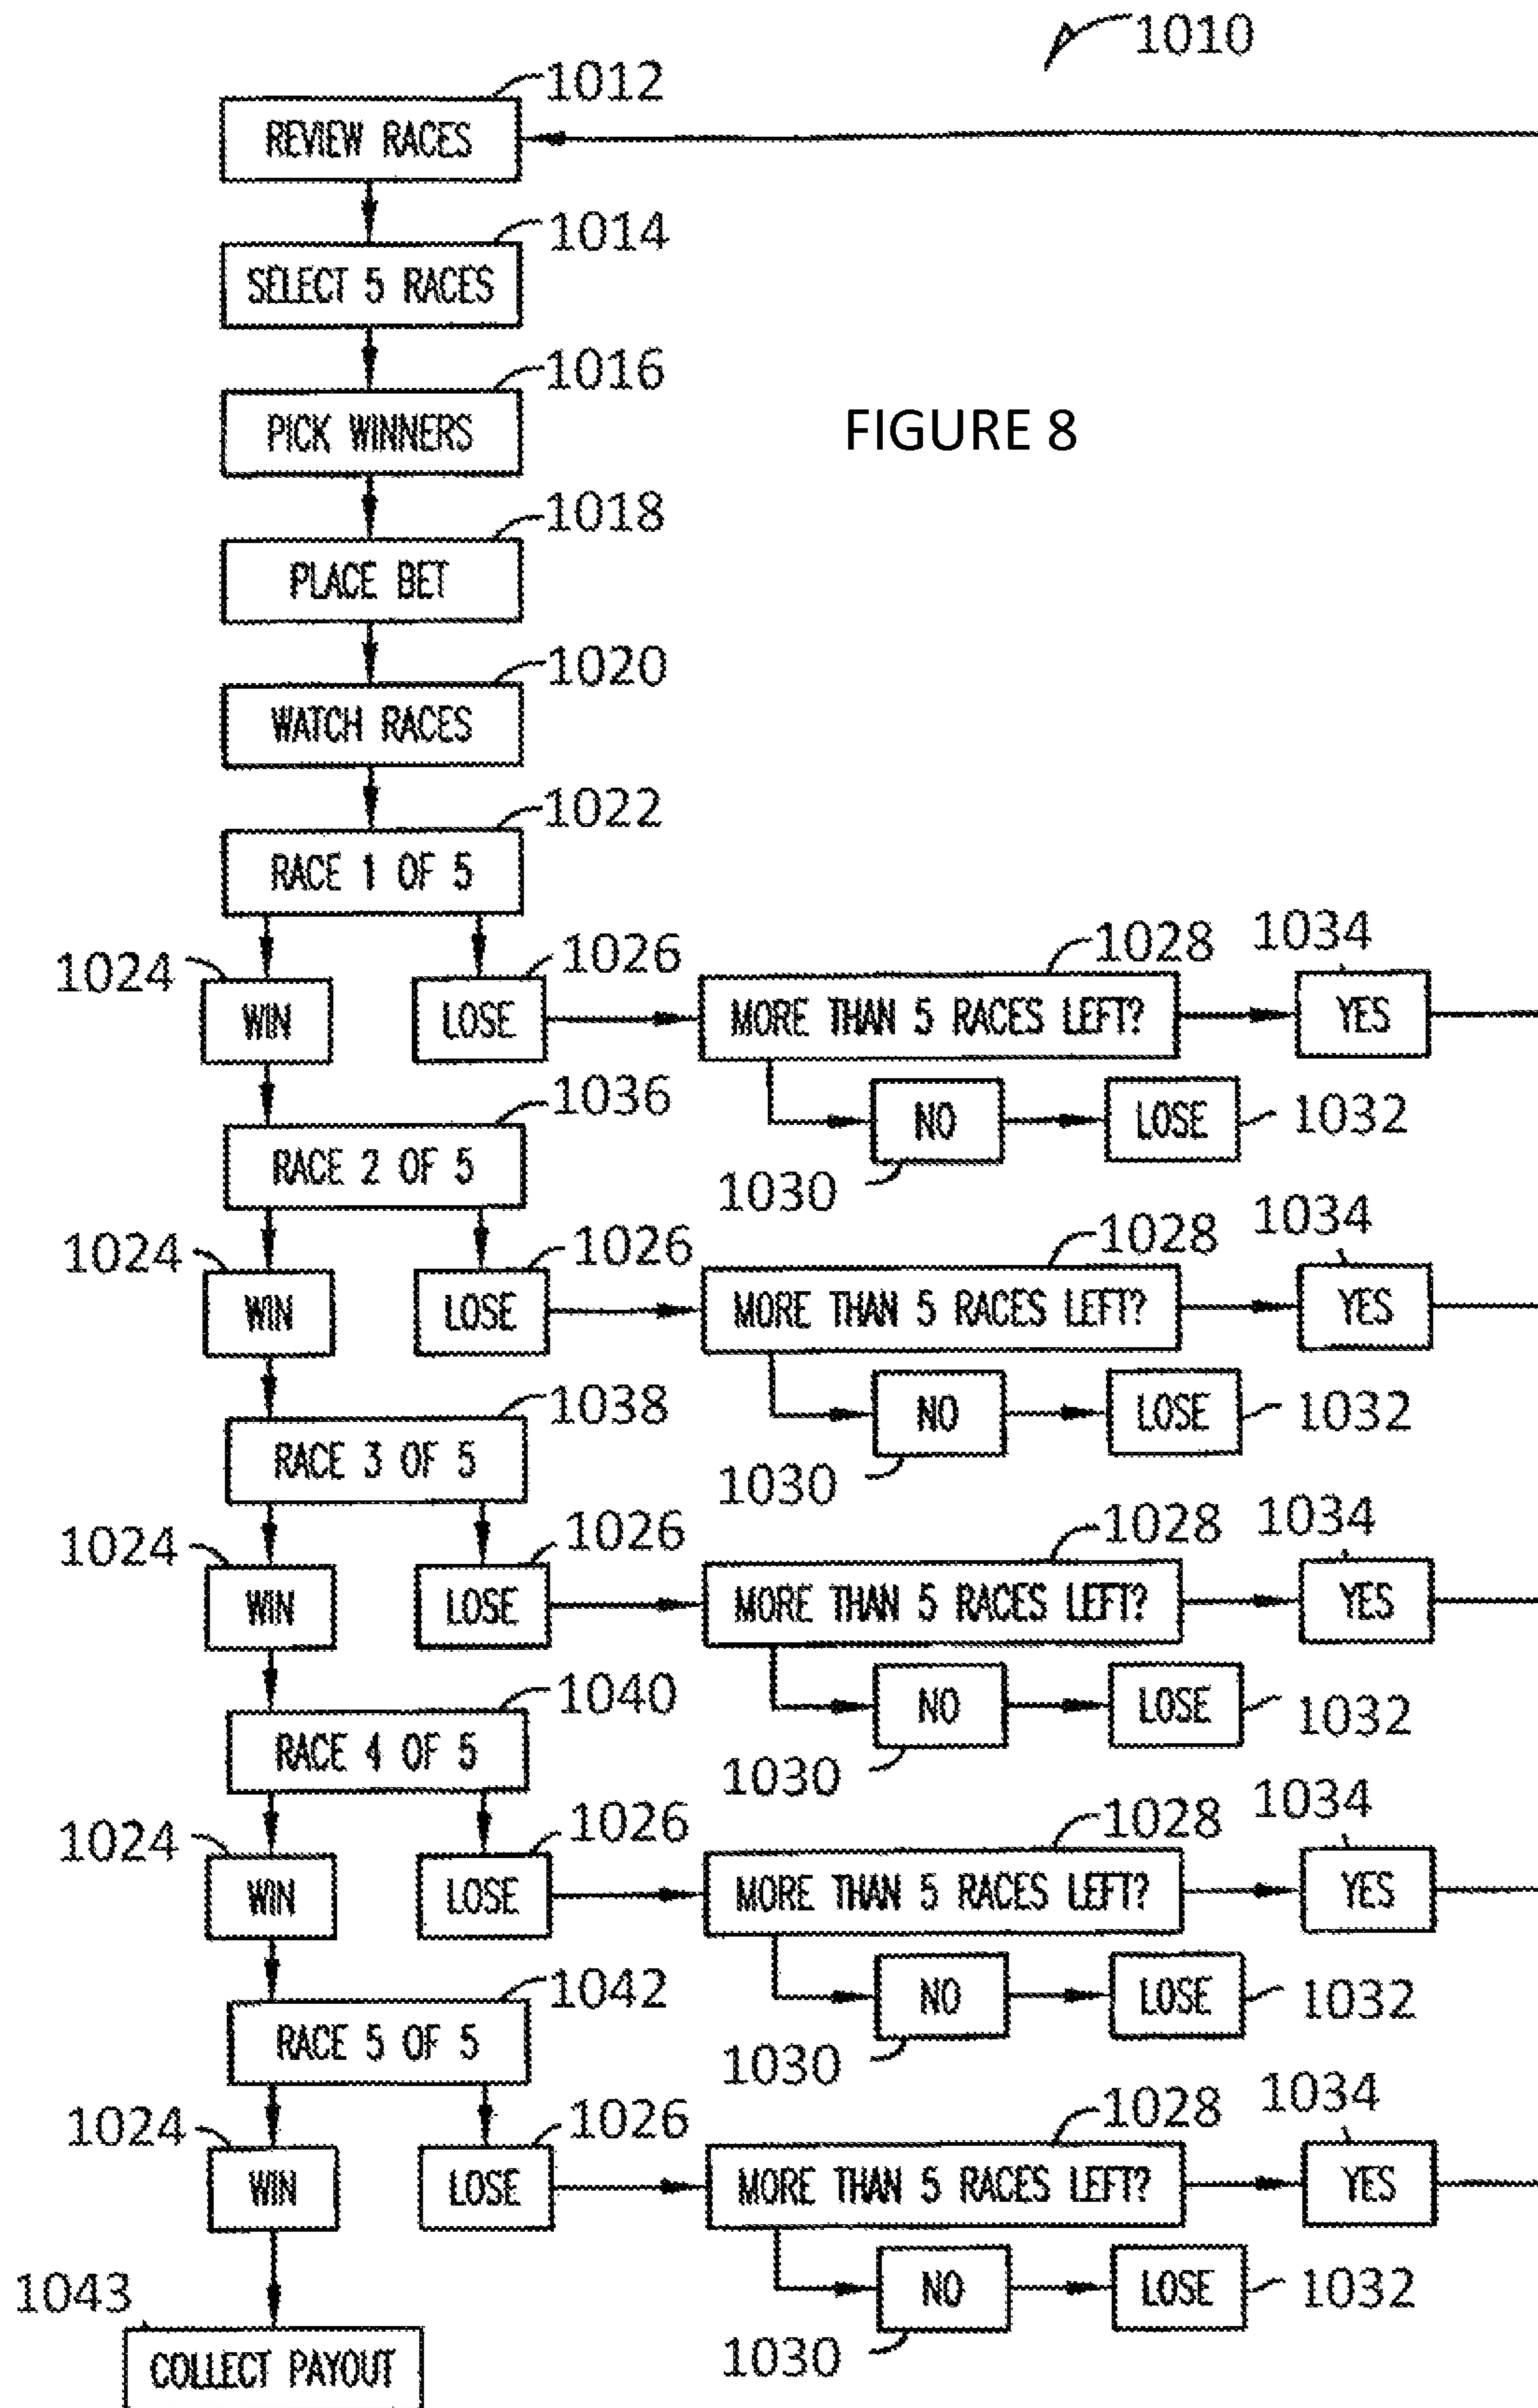 1010
1012
REVIEW RACES
1014
SELECT 5 RACES
1016
PICK WINNERS
FIGURE 8
1018
PLACE BET
1020
WATCH RACES
1022
RACE 1 OF 5
1024
WIN
1026
LOSE
1028
MORE THAN 5 RACES LEFT?
1034
YES
NO
1030
LOSE
1032
1036
RACE 2 OF 5
1024
WIN
1026
LOSE
1028
MORE THAN 5 RACES LEFT?
1034
YES
NO
1030
LOSE
1032
1038
RACE 3 OF 5
1024
WIN
1026
LOSE
1028
MORE THAN 5 RACES LEFT?
1034
YES
NO
1030
LOSE
1032
1040
RACE 4 OF 5
1024
WIN
1026
LOSE
1028
MORE THAN 5 RACES LEFT?
1034
YES
NO
1030
LOSE
1032
1042
RACE 5 OF 5
1024
WIN
1026
LOSE
1028
MORE THAN 5 RACES LEFT?
1034
YES
NO
1030
LOSE
1032
1043
COLLECT PAYOUT